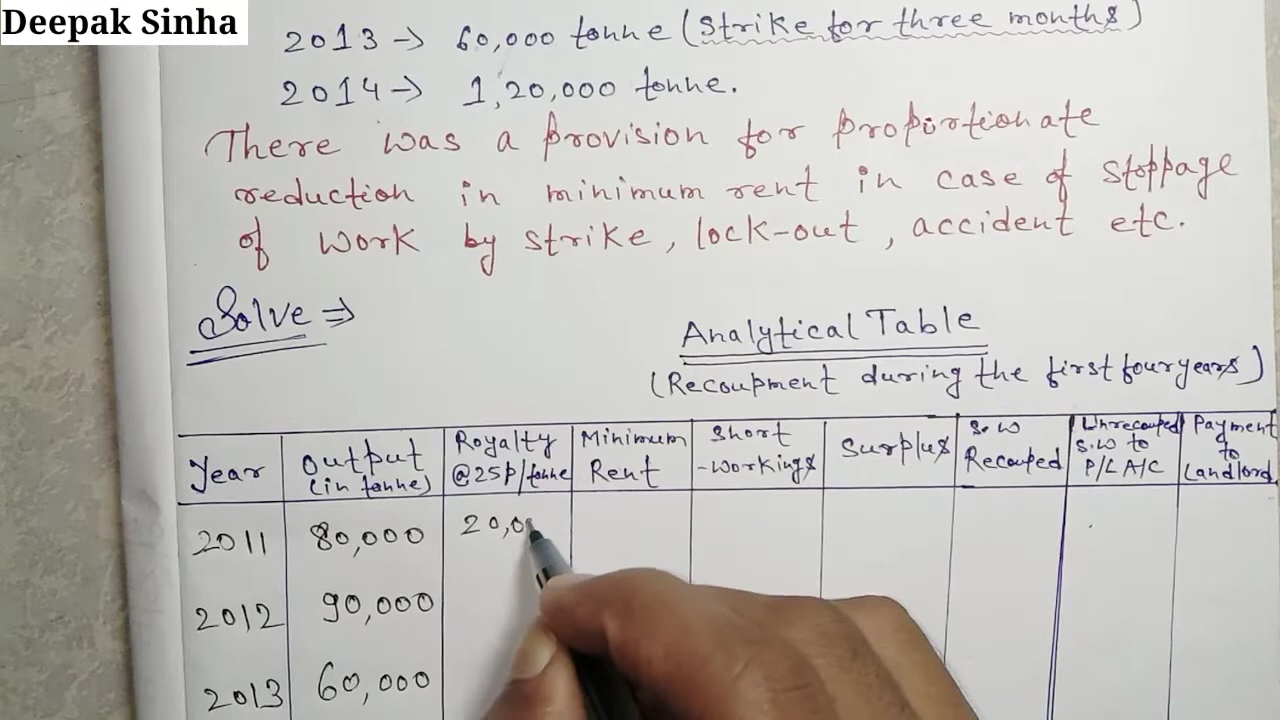 Deepak Sinha
2013 → 60,000 tonne (Strike for three months)
2014 → 1,20,000 tonne.
There was a provision for proportionate
reduction in minimum rent in case of stoppage
of work by strike, lock-out, accident etc.
Solve ⇒
Analytical Table
(Recoupment during the first four years)
Year Output (in tonne) Royalty @25P/tonne Minimum Rent Short-workings Surplus S.W Recouped Unrecouped S.W to P/L A/C Payment to Landlord
2011 80,000 20,0
2012 90,000
2013 60,000